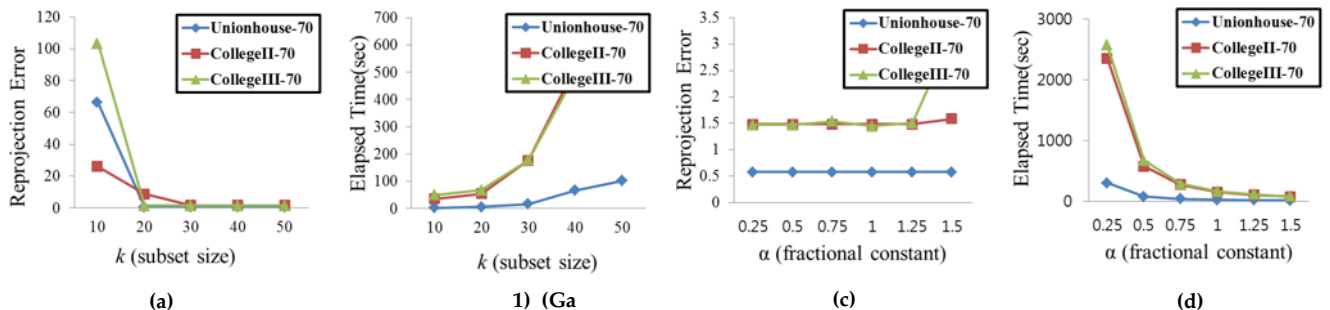 Reprojection Error
120
100
80
60
40
20
0
10 20 30 40 50
k (subset size)
Unionhouse-70
CollegeII-70
CollegeIII-70
(a)
Elapsed Time(sec)
700
600
500
400
300
200
100
0
10 20 30 40 50
k (subset size)
Unionhouse-70
CollegeII-70
CollegeIII-70
1) (Ga
Reprojection Error
3.5
3
2.5
2
1.5
1
0.5
0
0.25 0.5 0.75 1 1.25 1.5
α (fractional constant)
Unionhouse-70
CollegeII-70
CollegeIII-70
(c)
Elapsed Time(sec)
3000
2000
1000
0
0.25 0.5 0.75 1 1.25 1.5
α (fractional constant)
Unionhouse-70
CollegeII-70
CollegeIII-70
(d)